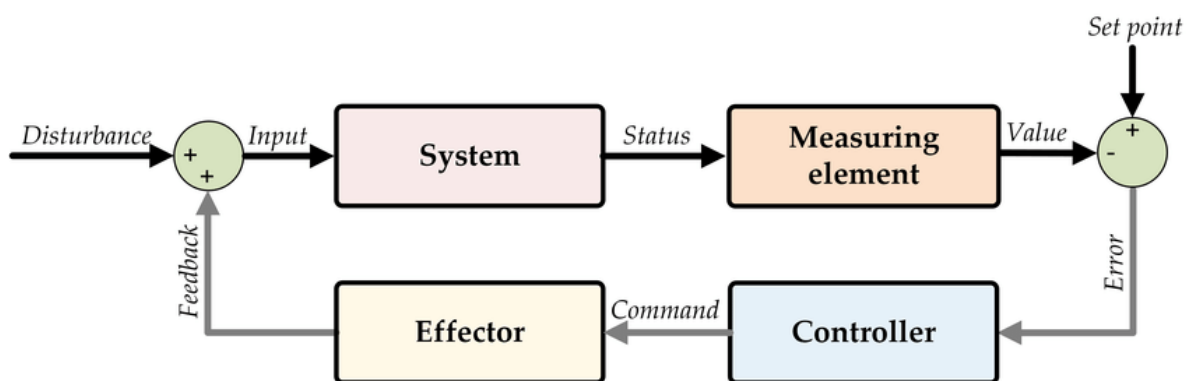 Set point
Disturbance
+
+
Input
System
Status
Measuring
element
Value
+
-
Feedback
Effector
Command
Controller
Error